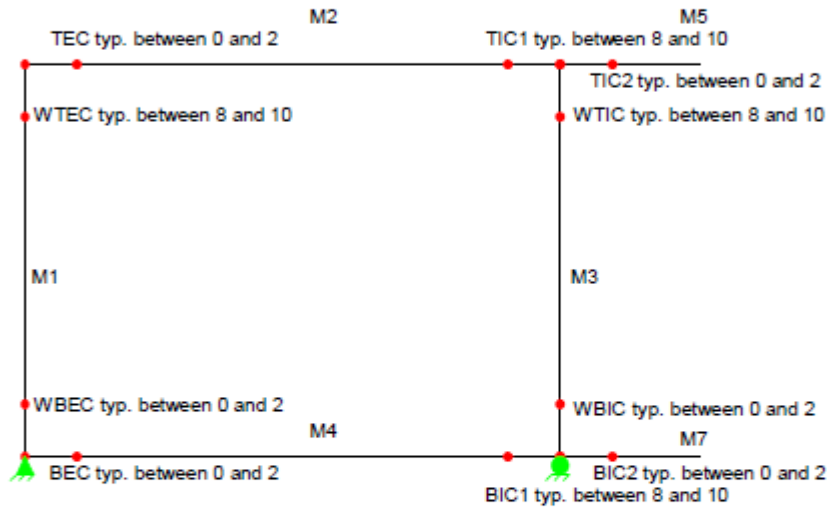 M2
M5
TEC typ. between 0 and 2
TIC1 typ. between 8 and 10
TIC2 typ. between 0 and 2
WTEC typ. between 8 and 10
WTIC typ. between 8 and 10
M1
M3
WBEC typ. between 0 and 2
WBIC typ. between 0 and 2
M4
M7
BEC typ. between 0 and 2
BIC2 typ. between 0 and 2
BIC1 typ. between 8 and 10